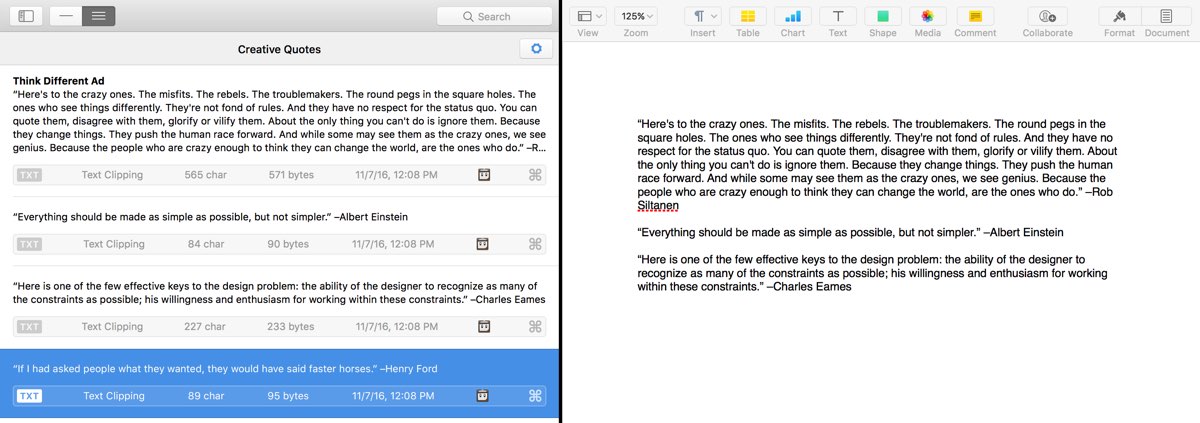 Search
Creative Quotes
Think Different Ad
“Here's to the crazy ones. The misfits. The rebels. The troublemakers. The round pegs in the square holes. The
ones who see things differently. They're not fond of rules. And they have no respect for the status quo. You can
quote them, disagree with them, glorify or vilify them. About the only thing you can't do is ignore them. Because
they change things. They push the human race forward. And while some may see them as the crazy ones, we see
genius. Because the people who are crazy enough to think they can change the world, are the ones who do.” –R...
TXT Text Clipping 565 char 571 bytes 11/7/16, 12:08 PM ⌘
“Everything should be made as simple as possible, but not simpler.” –Albert Einstein
TXT Text Clipping 84 char 90 bytes 11/7/16, 12:08 PM ⌘
“Here is one of the few effective keys to the design problem: the ability of the designer to recognize as many of
the constraints as possible; his willingness and enthusiasm for working within these constraints.” –Charles Eames
TXT Text Clipping 227 char 233 bytes 11/7/16, 12:08 PM ⌘
“If I had asked people what they wanted, they would have said faster horses.” –Henry Ford
TXT Text Clipping 89 char 95 bytes 11/7/16, 12:08 PM ⌘
125%
View Zoom Insert Table Chart Text Shape Media Comment Collaborate Format Document
“Here's to the crazy ones. The misfits. The rebels. The troublemakers. The round pegs in the
square holes. The ones who see things differently. They're not fond of rules. And they have no
respect for the status quo. You can quote them, disagree with them, glorify or vilify them. About
the only thing you can't do is ignore them. Because they change things. They push the human
race forward. And while some may see them as the crazy ones, we see genius. Because the
people who are crazy enough to think they can change the world, are the ones who do.” –Rob
Siltanen
“Everything should be made as simple as possible, but not simpler.” –Albert Einstein
“Here is one of the few effective keys to the design problem: the ability of the designer to
recognize as many of the constraints as possible; his willingness and enthusiasm for working
within these constraints.” –Charles Eames